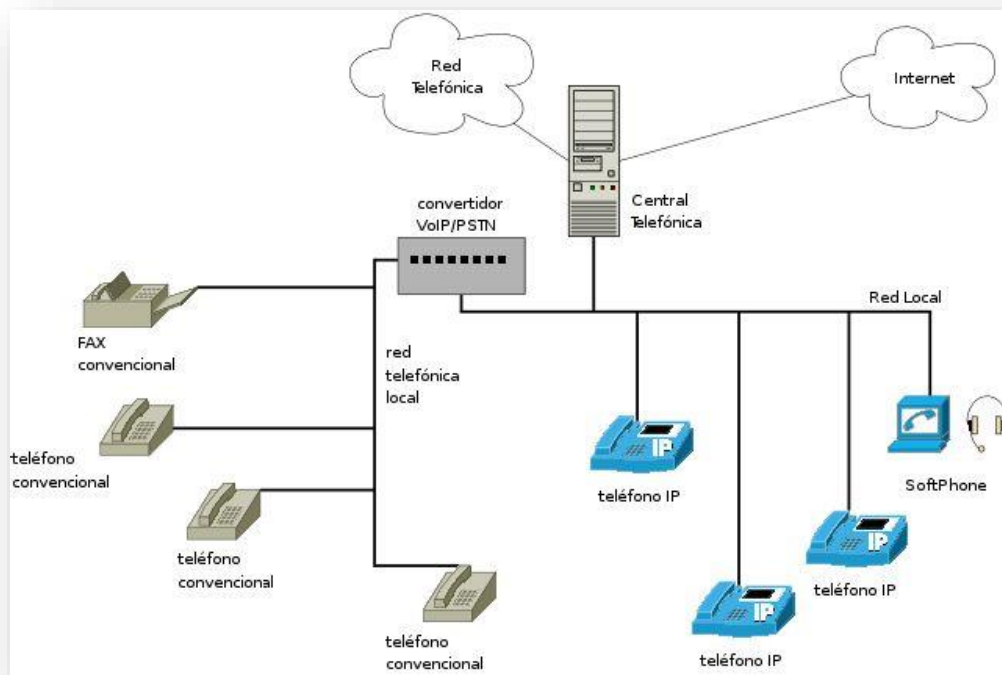 Red
Telefónica
Internet
convertidor
VoIP/PSTN
Central
Telefónica
Red Local
FAX
convencional
red
telefónica
local
teléfono
convencional
IP
teléfono IP
SoftPhone
teléfono
convencional
IP
teléfono IP
teléfono
convencional
IP
teléfono IP